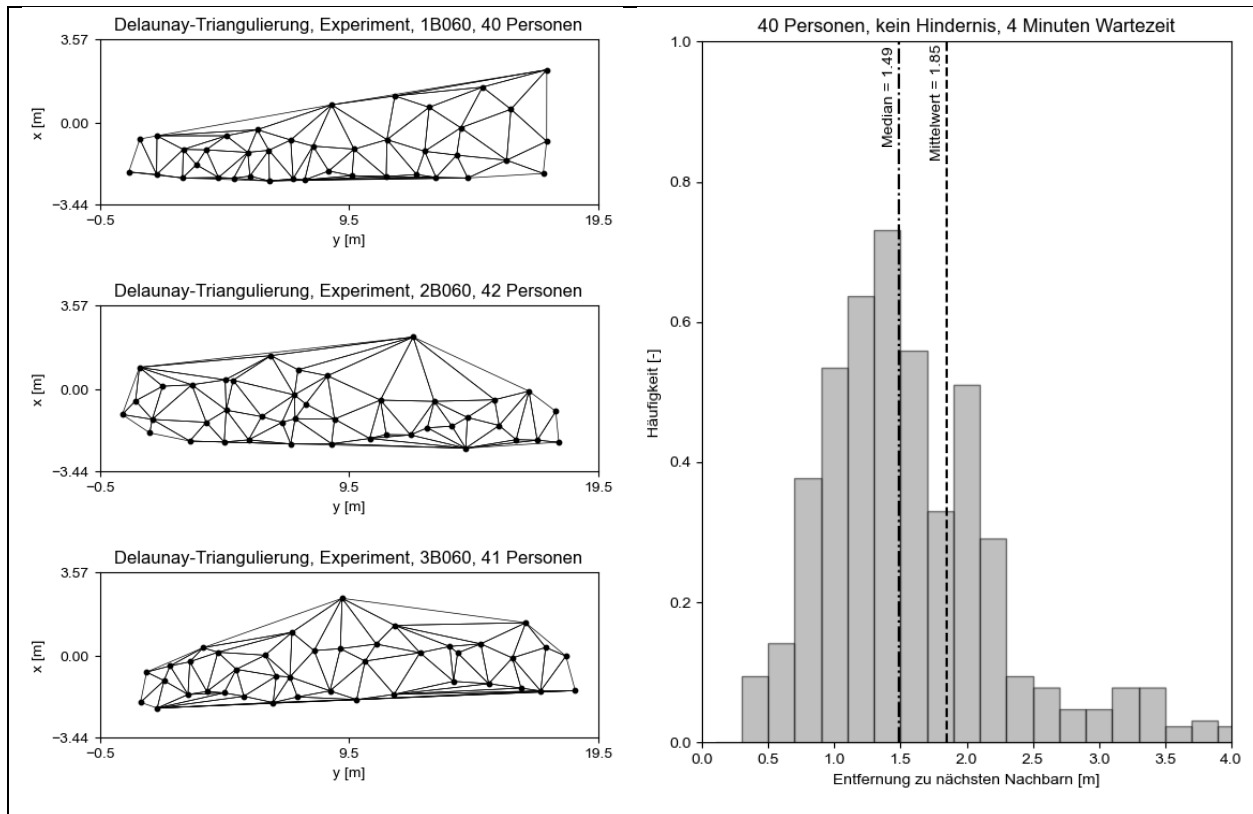 Delaunay-Triangulierung, Experiment, 1B060, 40 Personen
3.57
x [m]
0.00
−3.44
−0.5
9.5
19.5
y [m]
Delaunay-Triangulierung, Experiment, 2B060, 42 Personen
3.57
x [m]
0.00
−3.44
−0.5
9.5
19.5
y [m]
Delaunay-Triangulierung, Experiment, 3B060, 41 Personen
3.57
x [m]
0.00
−3.44
−0.5
9.5
19.5
y [m]
40 Personen, kein Hindernis, 4 Minuten Wartezeit
1.0
0.8
0.6
0.4
0.2
0.0
Häufigkeit [-]
Median = 1.49
Mittelwert = 1.85
0.0
0.5
1.0
1.5
2.0
2.5
3.0
3.5
4.0
Entfernung zu nächsten Nachbarn [m]